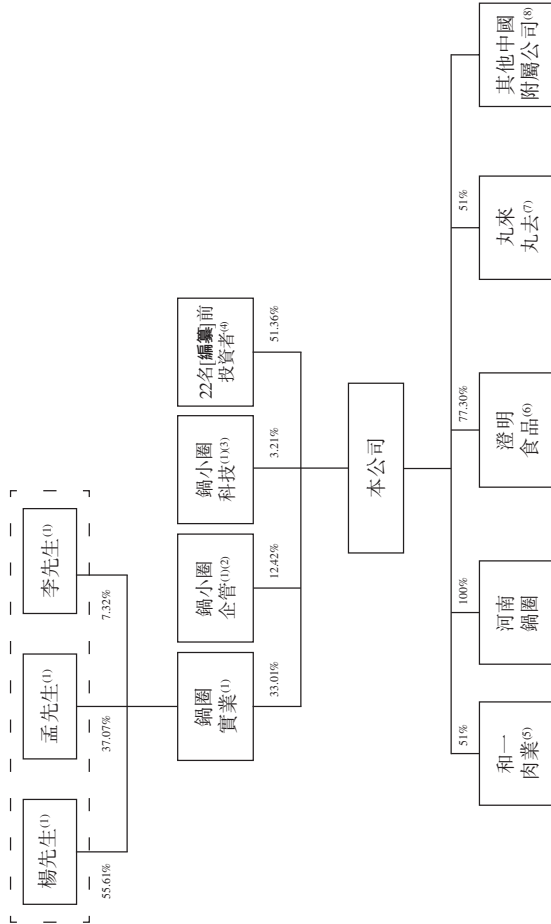 楊先生(1)
孟先生(1)
李先生(1)
55.61%
37.07%
7.32%
鍋圈
實業(1)
鍋小圈
企管(1)(2)
鍋小圈
科技(1)(3)
22名[編纂]前
投資者(4)
33.01%
12.42%
3.21%
51.36%
本公司
51%
100%
77.30%
51%
和一
肉業(5)
河南
鍋圈
澄明
食品(6)
丸來
丸去(7)
其他中國
附屬公司(8)